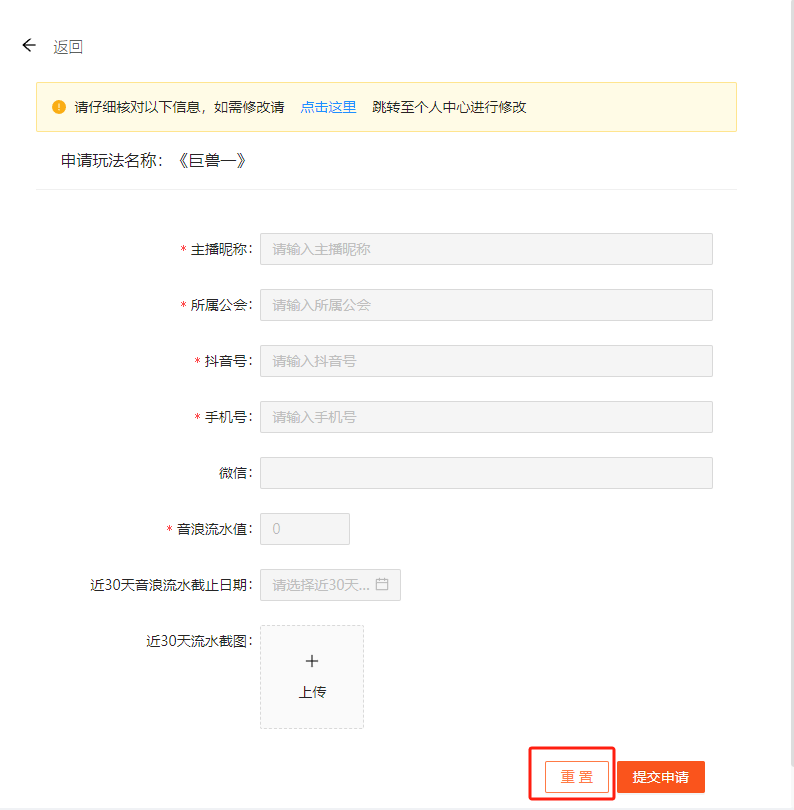 返回
请仔细核对以下信息，如需修改请 点击这里 跳转至个人中心进行修改
申请玩法名称：《巨兽一》
* 主播昵称: 请输入主播昵称
* 所属公会: 请输入所属公会
* 抖音号: 请输入抖音号
* 手机号: 请输入手机号
微信:
* 音浪流水值: 0
近30天音浪流水截止日期: 请选择近30天...
近30天流水截图:
上传
重 置 提交申请